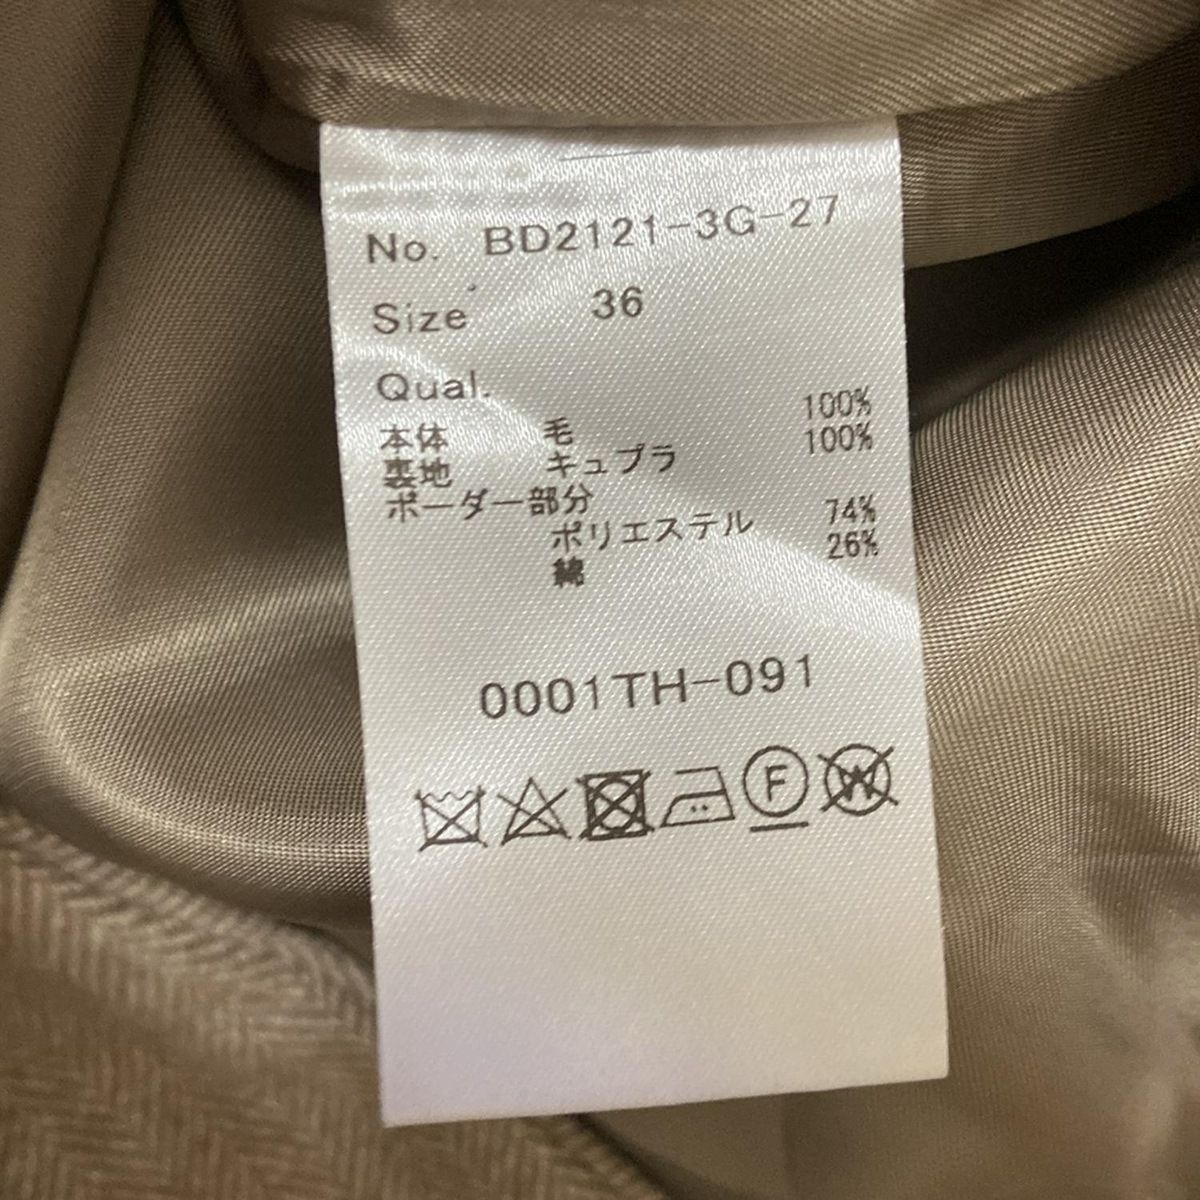 No. BD2121-3G-27
Size 36
Qual.
本体 毛 100%
裏地 キュプラ 100%
ボーダー部分
ポリエステル 74%
綿 26%
0001TH-091
F W